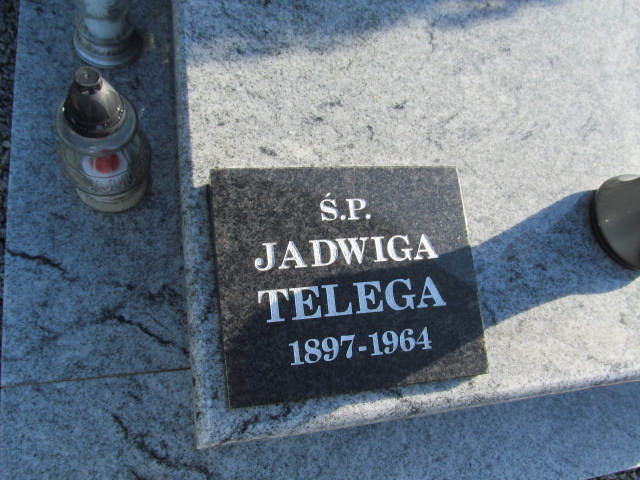 Ś.P.
JADWIGA
TELEGA
1897-1964